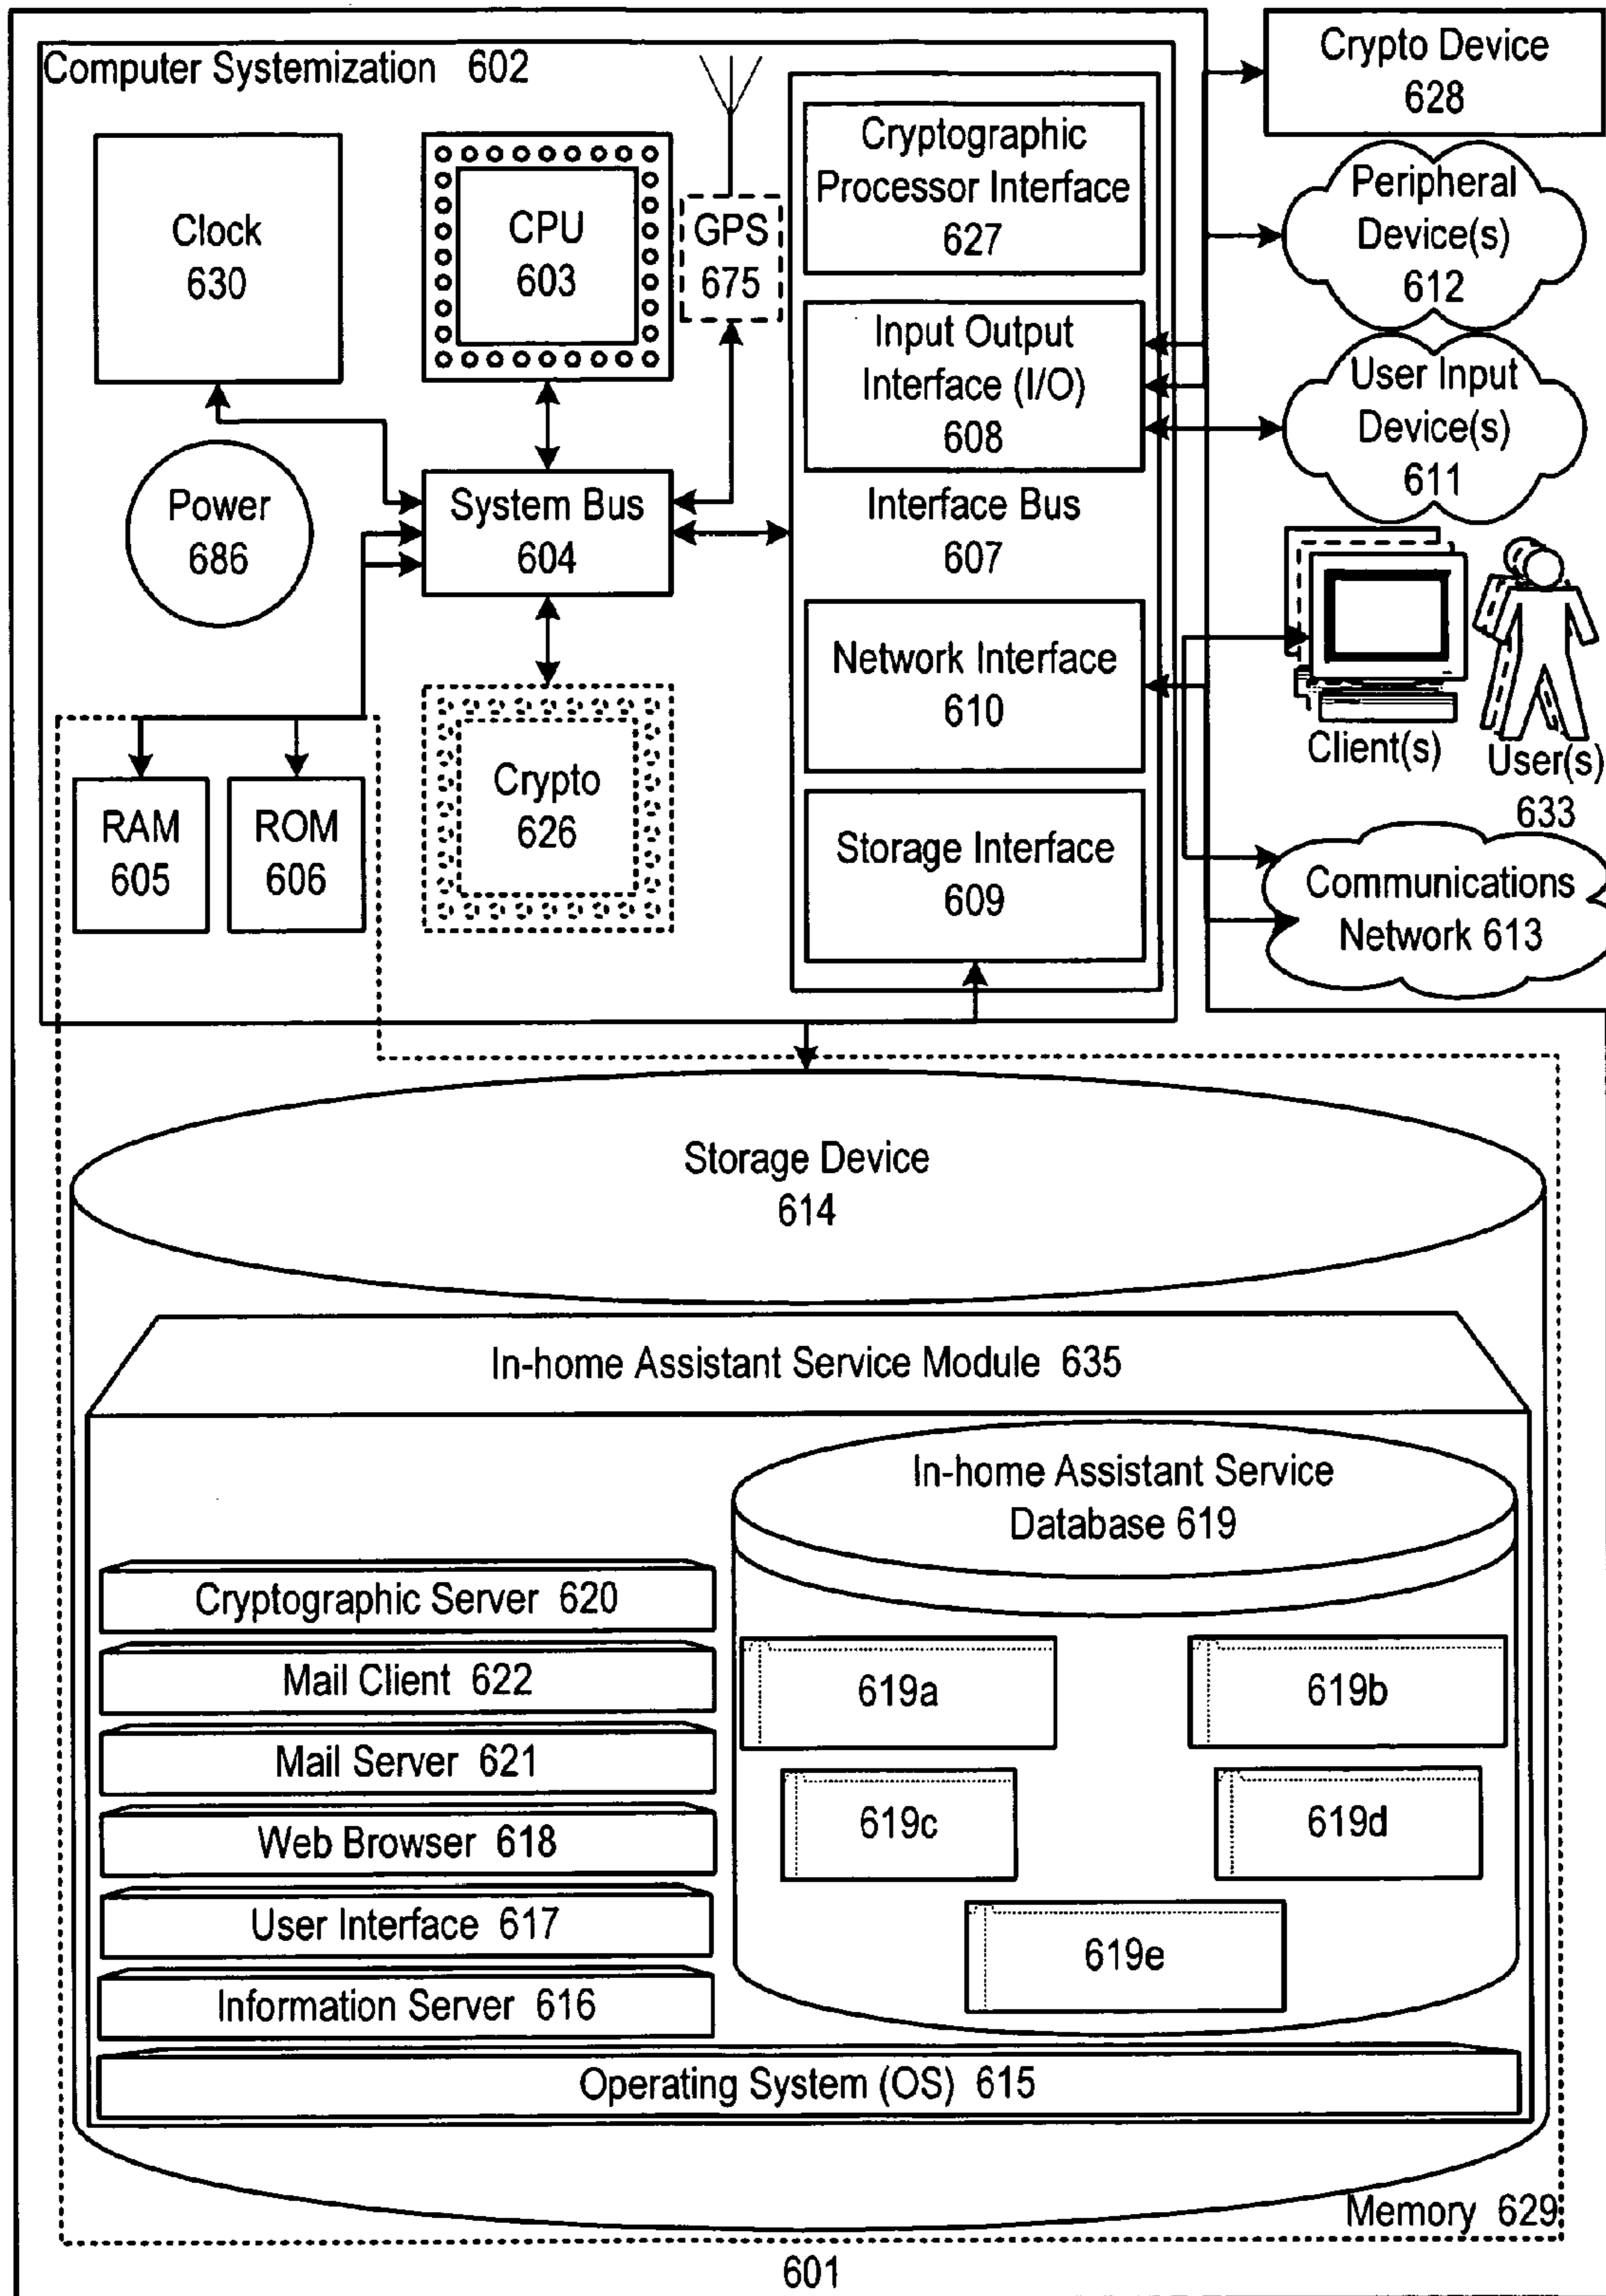 Computer Systemization 602
Clock
630
CPU
603
GPS
675
Power
686
System Bus
604
RAM
605
ROM
606
Crypto
626
Cryptographic
Processor Interface
627
Input Output
Interface (I/O)
608
Interface Bus
607
Network Interface
610
Storage Interface
609
Crypto Device
628
Peripheral
Device(s)
612
User Input
Device(s)
611
Client(s)
User(s)
633
Communications
Network 613
Storage Device
614
In-home Assistant Service Module 635
In-home Assistant Service
Database 619
Cryptographic Server 620
Mail Client 622
Mail Server 621
Web Browser 618
User Interface 617
Information Server 616
619a
619b
619c
619d
619e
Operating System (OS) 615
Memory 629
601